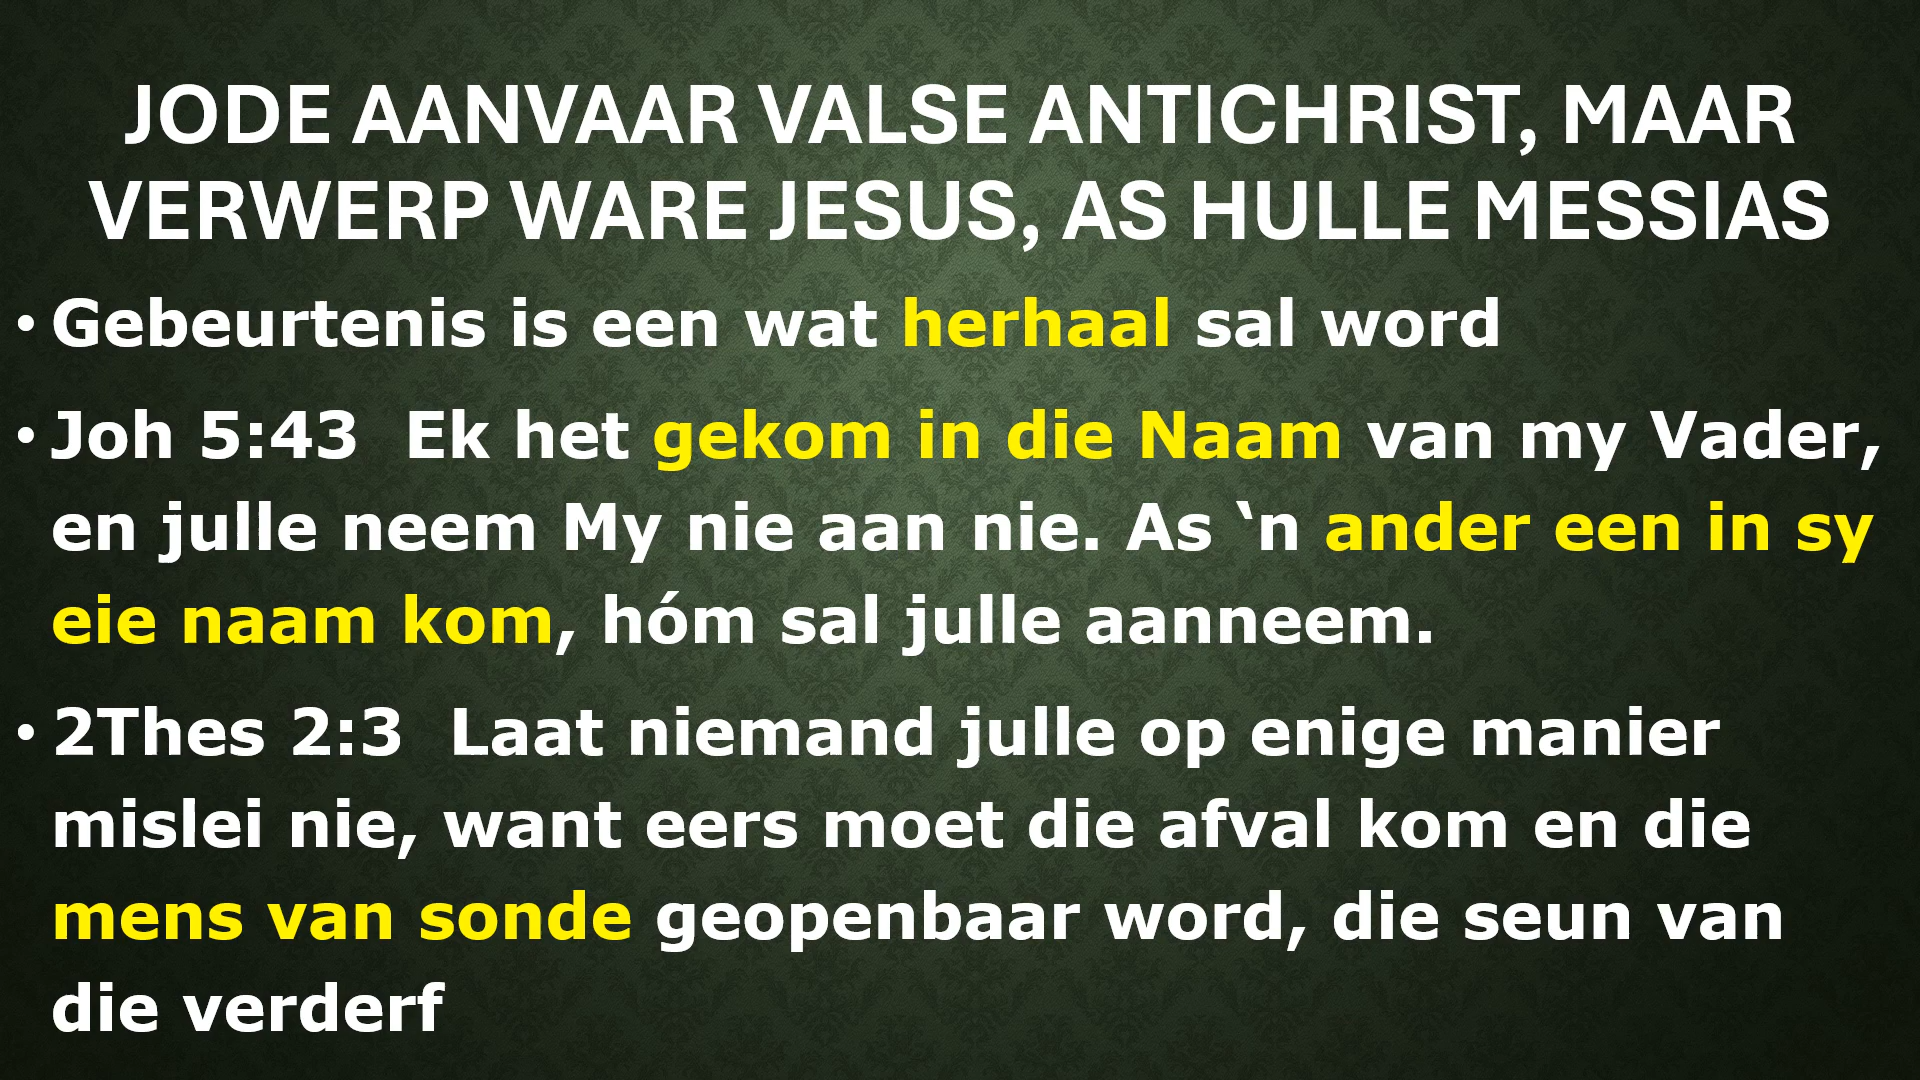 JODE AANVAAR VALSE ANTICHRIST, MAAR
VERWERP WARE JESUS, AS HULLE MESSIAS
• Gebeurtenis is een wat herhaal sal word
• Joh 5:43  Ek het gekom in die Naam van my Vader,
en julle neem My nie aan nie. As ‛n ander een in sy
eie naam kom, hóm sal julle aanneem.
• 2Thes 2:3  Laat niemand julle op enige manier
mislei nie, want eers moet die afval kom en die
mens van sonde geopenbaar word, die seun van
die verderf